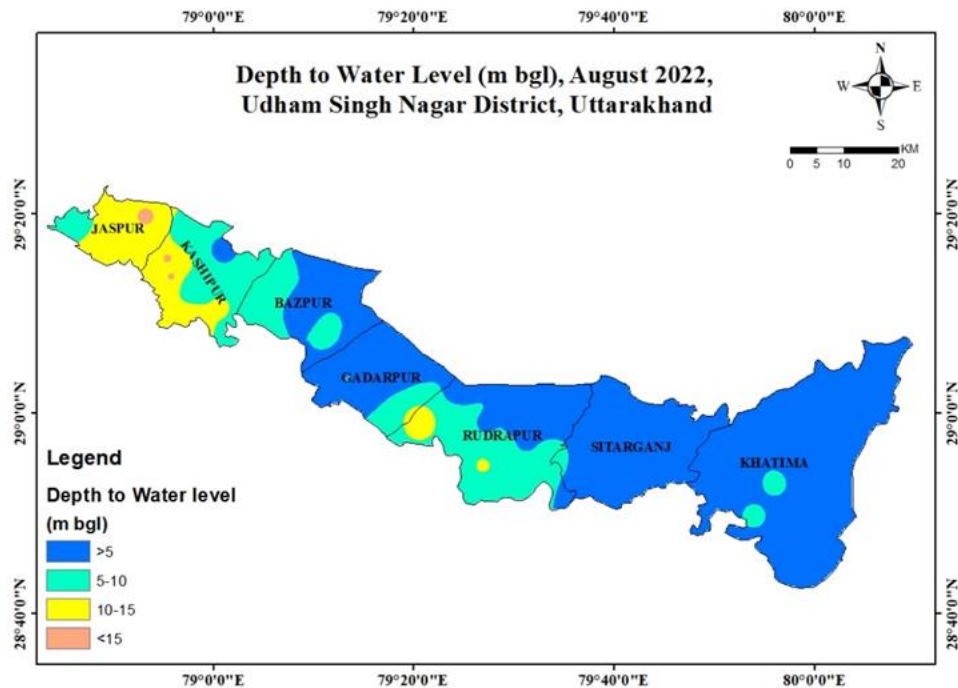 79°0'0"E 79°20'0"E 79°40'0"E 80°0'0"E
Depth to Water Level (m bgl), August 2022,
Udham Singh Nagar District, Uttarakhand
N
W E
S
KM
0 5 10 20
29°20'0"N
29°20'0"N
JASPUR
KASHIPUR
BAZPUR
GADARPUR
29°0'0"N
29°0'0"N
RUDRAPUR
SITARGANJ
KHATIMA
Legend
Depth to Water level
(m bgl)
>5
5-10
10-15
<15
28°40'0"N
28°40'0"N
79°0'0"E 79°20'0"E 79°40'0"E 80°0'0"E